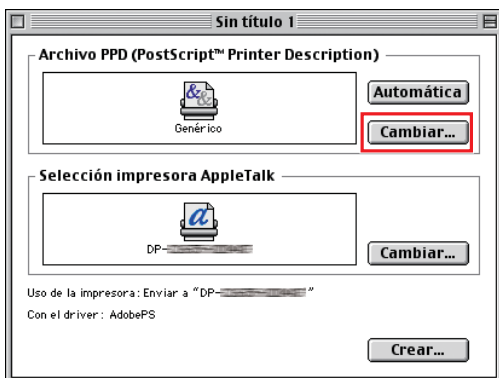 Sin título 1
Archivo PPD (PostScript™ Printer Description)
Genérico
Automática
Cambiar...
Selección impresora AppleTalk
DP-
Cambiar...
Uso de la impresora: Enviar a "DP-"
Con el driver: AdobePS
Crear...